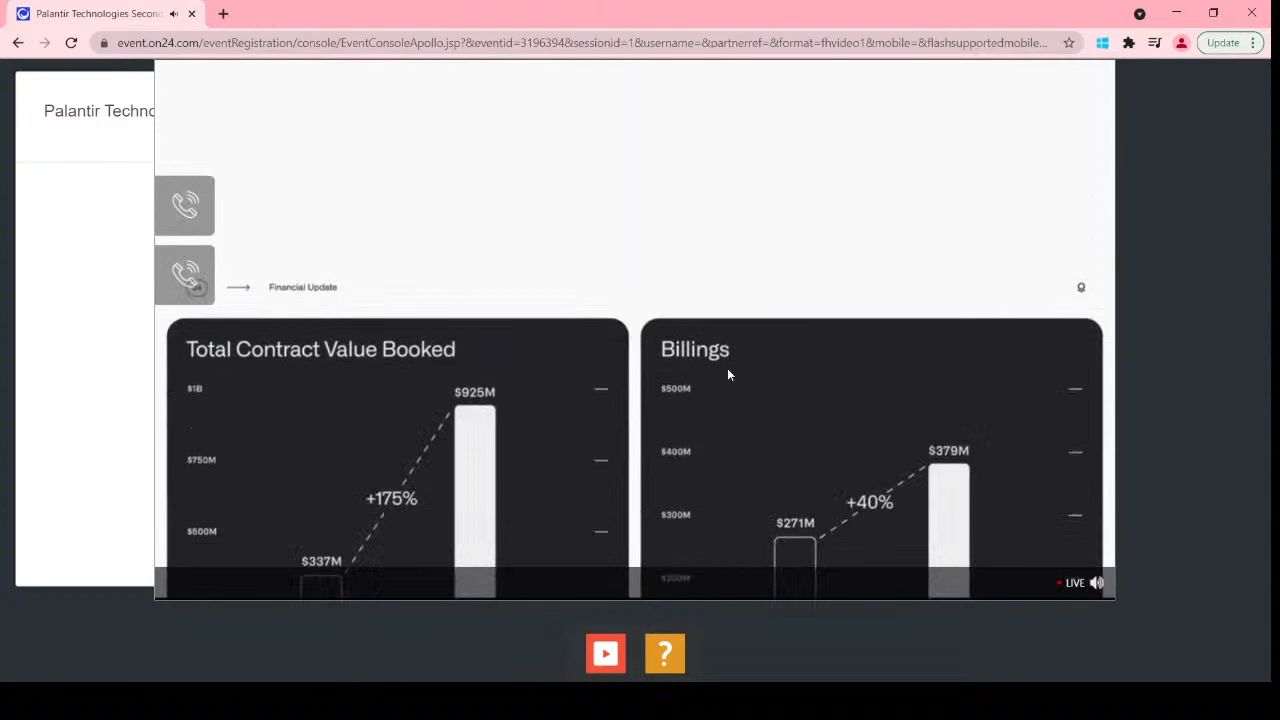 Palantir Technologies Secon
event.on24.com/eventRegistration/console/EventConsoleApollo.jsp?&eventid=3196394&sessionid=1&username=&partnerref=&format=fhvideo1&mobile=&flashsupportedmobile...
Update
Palantir Techno
Financial Update
Total Contract Value Booked
$1B
$925M
$750M
+175%
$500M
$337M
Billings
$500M
$400M
$379M
+40%
$300M
$271M
$200M
LIVE
?